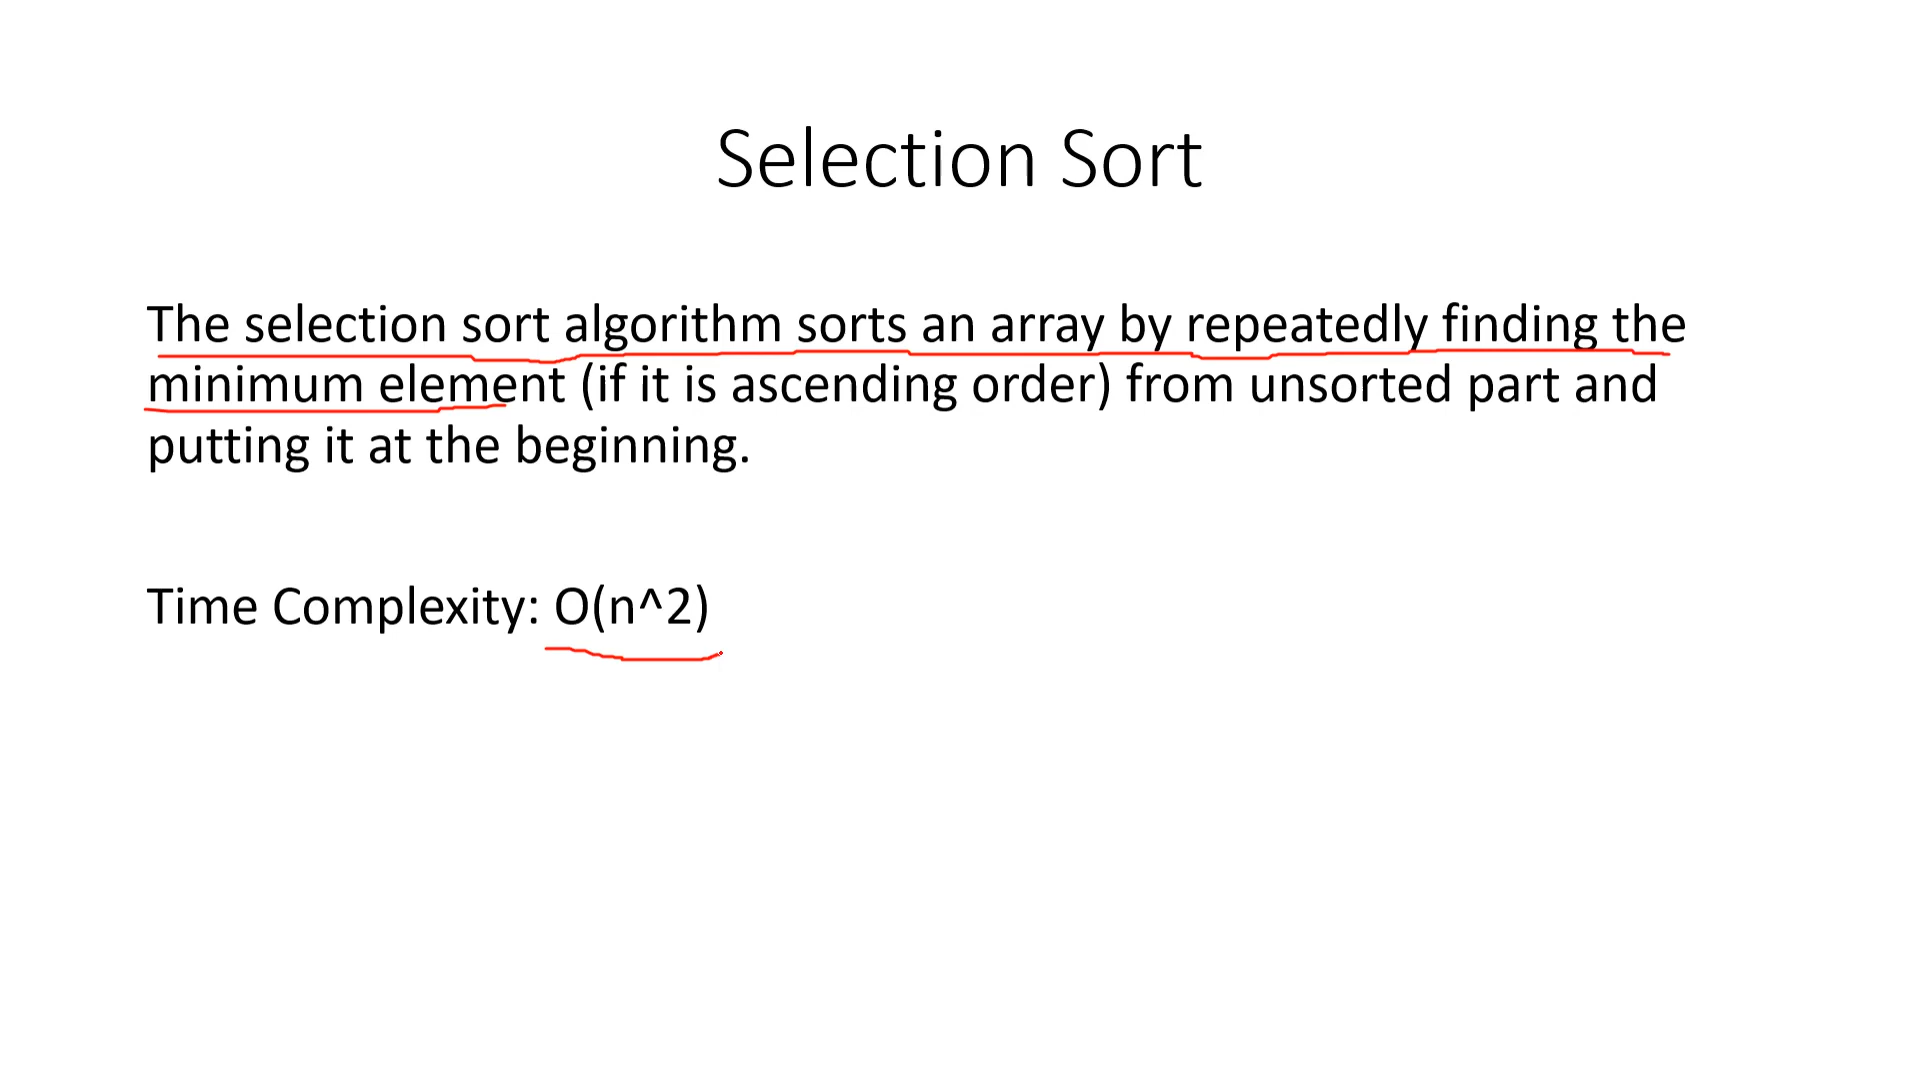 Selection Sort
The selection sort algorithm sorts an array by repeatedly finding the
minimum element (if it is ascending order) from unsorted part and
putting it at the beginning.
Time Complexity: O(n^2)